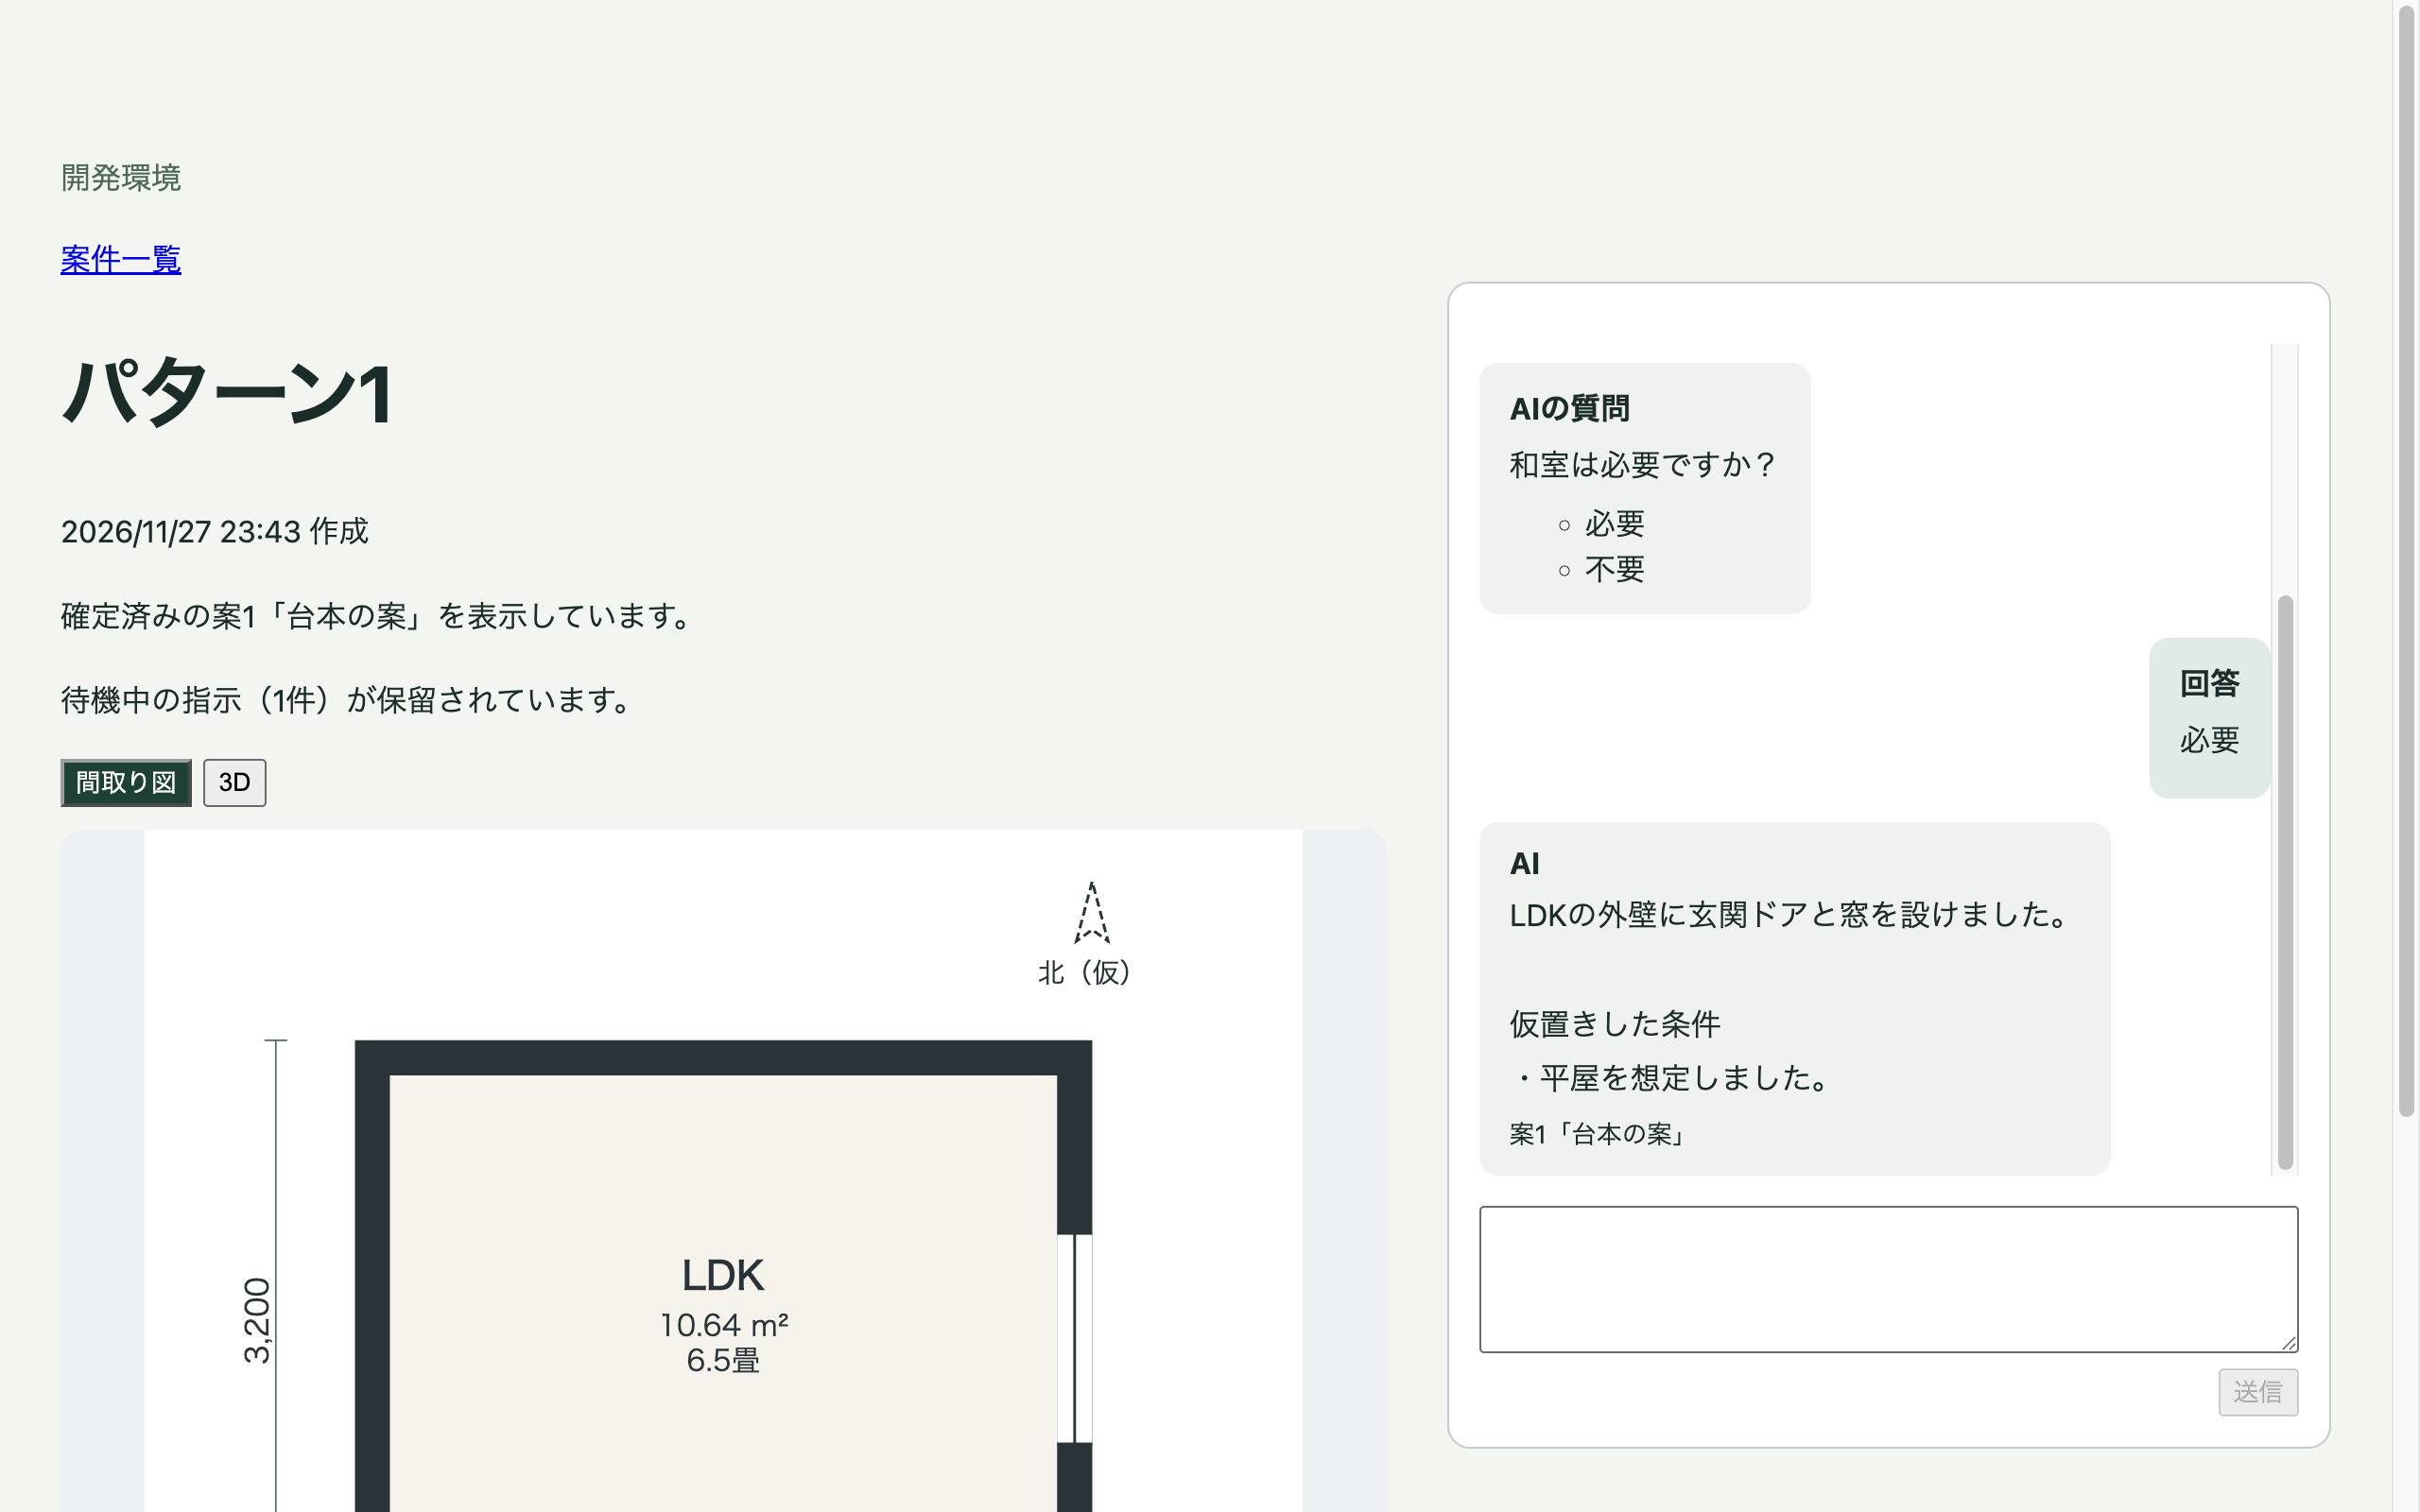 開発環境
案件一覧
パターン1
2026/11/27 23:43 作成
確定済みの案1「台本の案」を表示しています。
待機中の指示（1件）が保留されています。
間取り図
3D
北（仮）
3,200
LDK
10.64 m²
6.5畳
AIの質問
和室は必要ですか？
必要
不要
回答
必要
AI
LDKの外壁に玄関ドアと窓を設けました。
仮置きした条件
・平屋を想定しました。
案1「台本の案」
送信